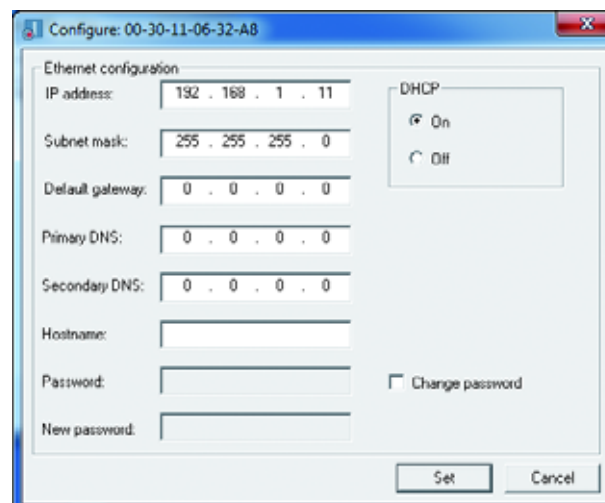 Configure: 00-30-11-06-32-A8
Ethernet configuration
IP address: 192 . 168 . 1 . 11
DHCP
On
Subnet mask: 255 . 255 . 255 . 0
Off
Default gateway: 0 . 0 . 0 . 0
Primary DNS: 0 . 0 . 0 . 0
Secondary DNS: 0 . 0 . 0 . 0
Hostname:
Password:
Change password
New password:
Set
Cancel